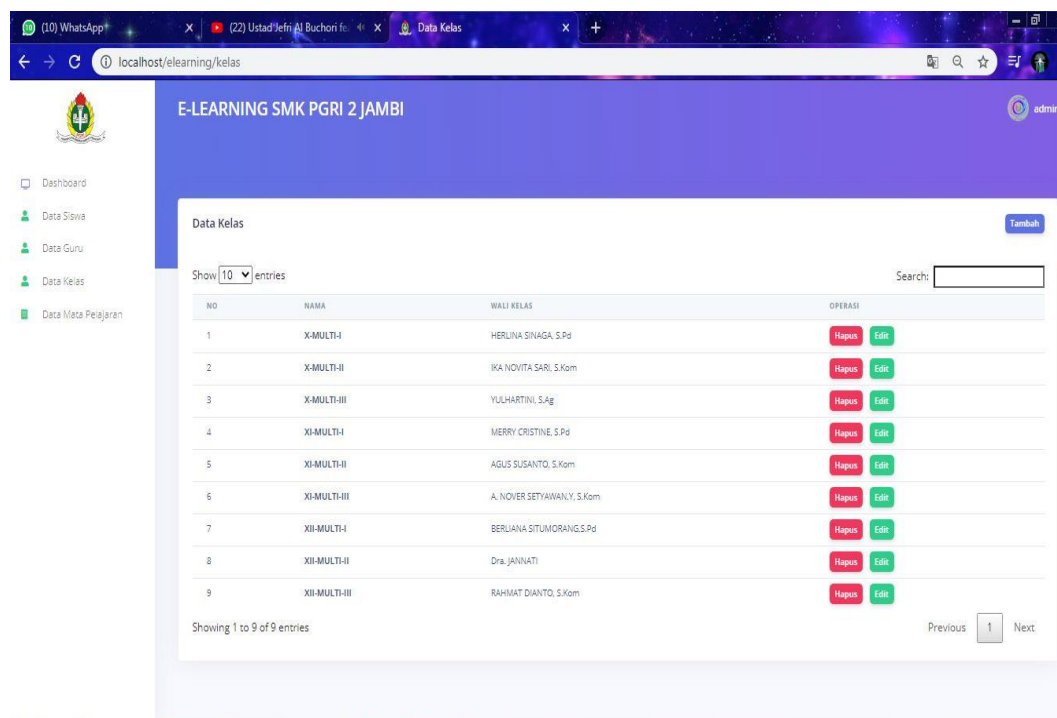 (10) WhatsApp
(22) Ustad Jefri Al Buchori fe
Data Kelas
localhost/elearning/kelas
E-LEARNING SMK PGRI 2 JAMBI
admin
Dashboard
Data Siswa
Data Guru
Data Kelas
Data Mata Pelajaran
Data Kelas
Tambah
Show 10 entries
Search:
NO NAMA WALI KELAS OPERASI
1 X-MULTI-I HERLINA SINAGA, S.Pd Hapus Edit
2 X-MULTI-II IKA NOVITA SARI, S.Kom Hapus Edit
3 X-MULTI-III YULHARTINI, S.Ag Hapus Edit
4 XI-MULTI-I MERRY CRISTINE, S.Pd Hapus Edit
5 XI-MULTI-II AGUS SUSANTO, S.Kom Hapus Edit
6 XI-MULTI-III A. NOVER SETYAWAN,Y, S.Kom Hapus Edit
7 XII-MULTI-I BERLIANA SITUMORANG,S.Pd Hapus Edit
8 XII-MULTI-II Dra. JANNATI Hapus Edit
9 XII-MULTI-III RAHMAT DIANTO, S.Kom Hapus Edit
Showing 1 to 9 of 9 entries
Previous 1 Next